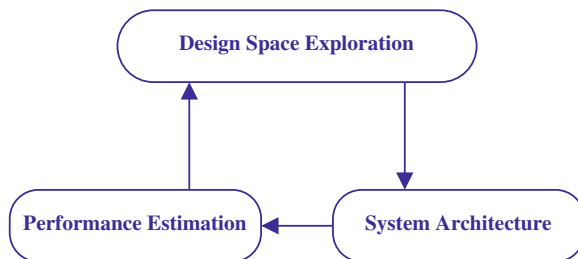 Design Space Exploration
Performance Estimation
System Architecture